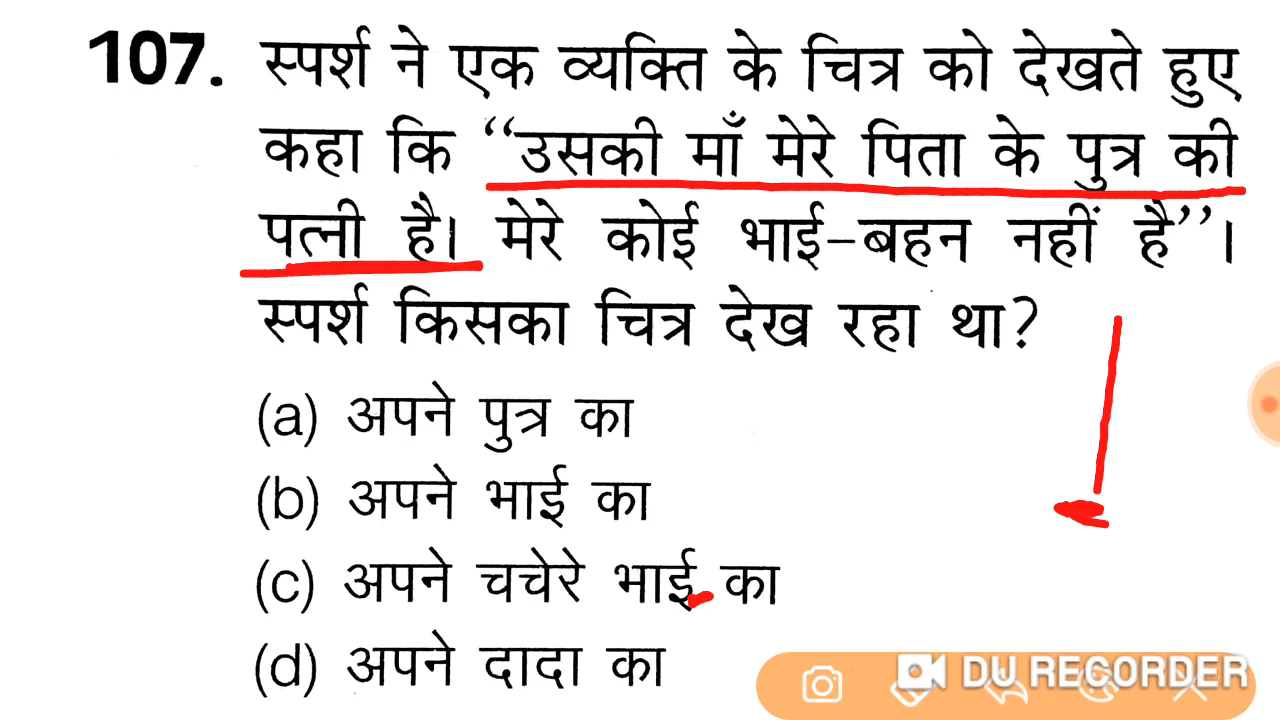 107. स्पर्श ने एक व्यक्ति के चित्र को देखते हुए
कहा कि ‘‘उसकी माँ मेरे पिता के पुत्र की
पत्नी है। मेरे कोई भाई-बहन नहीं है’’।
स्पर्श किसका चित्र देख रहा था?
(a) अपने पुत्र का
(b) अपने भाई का
(c) अपने चचेरे भाई का
(d) अपने दादा का
DU RECORDER